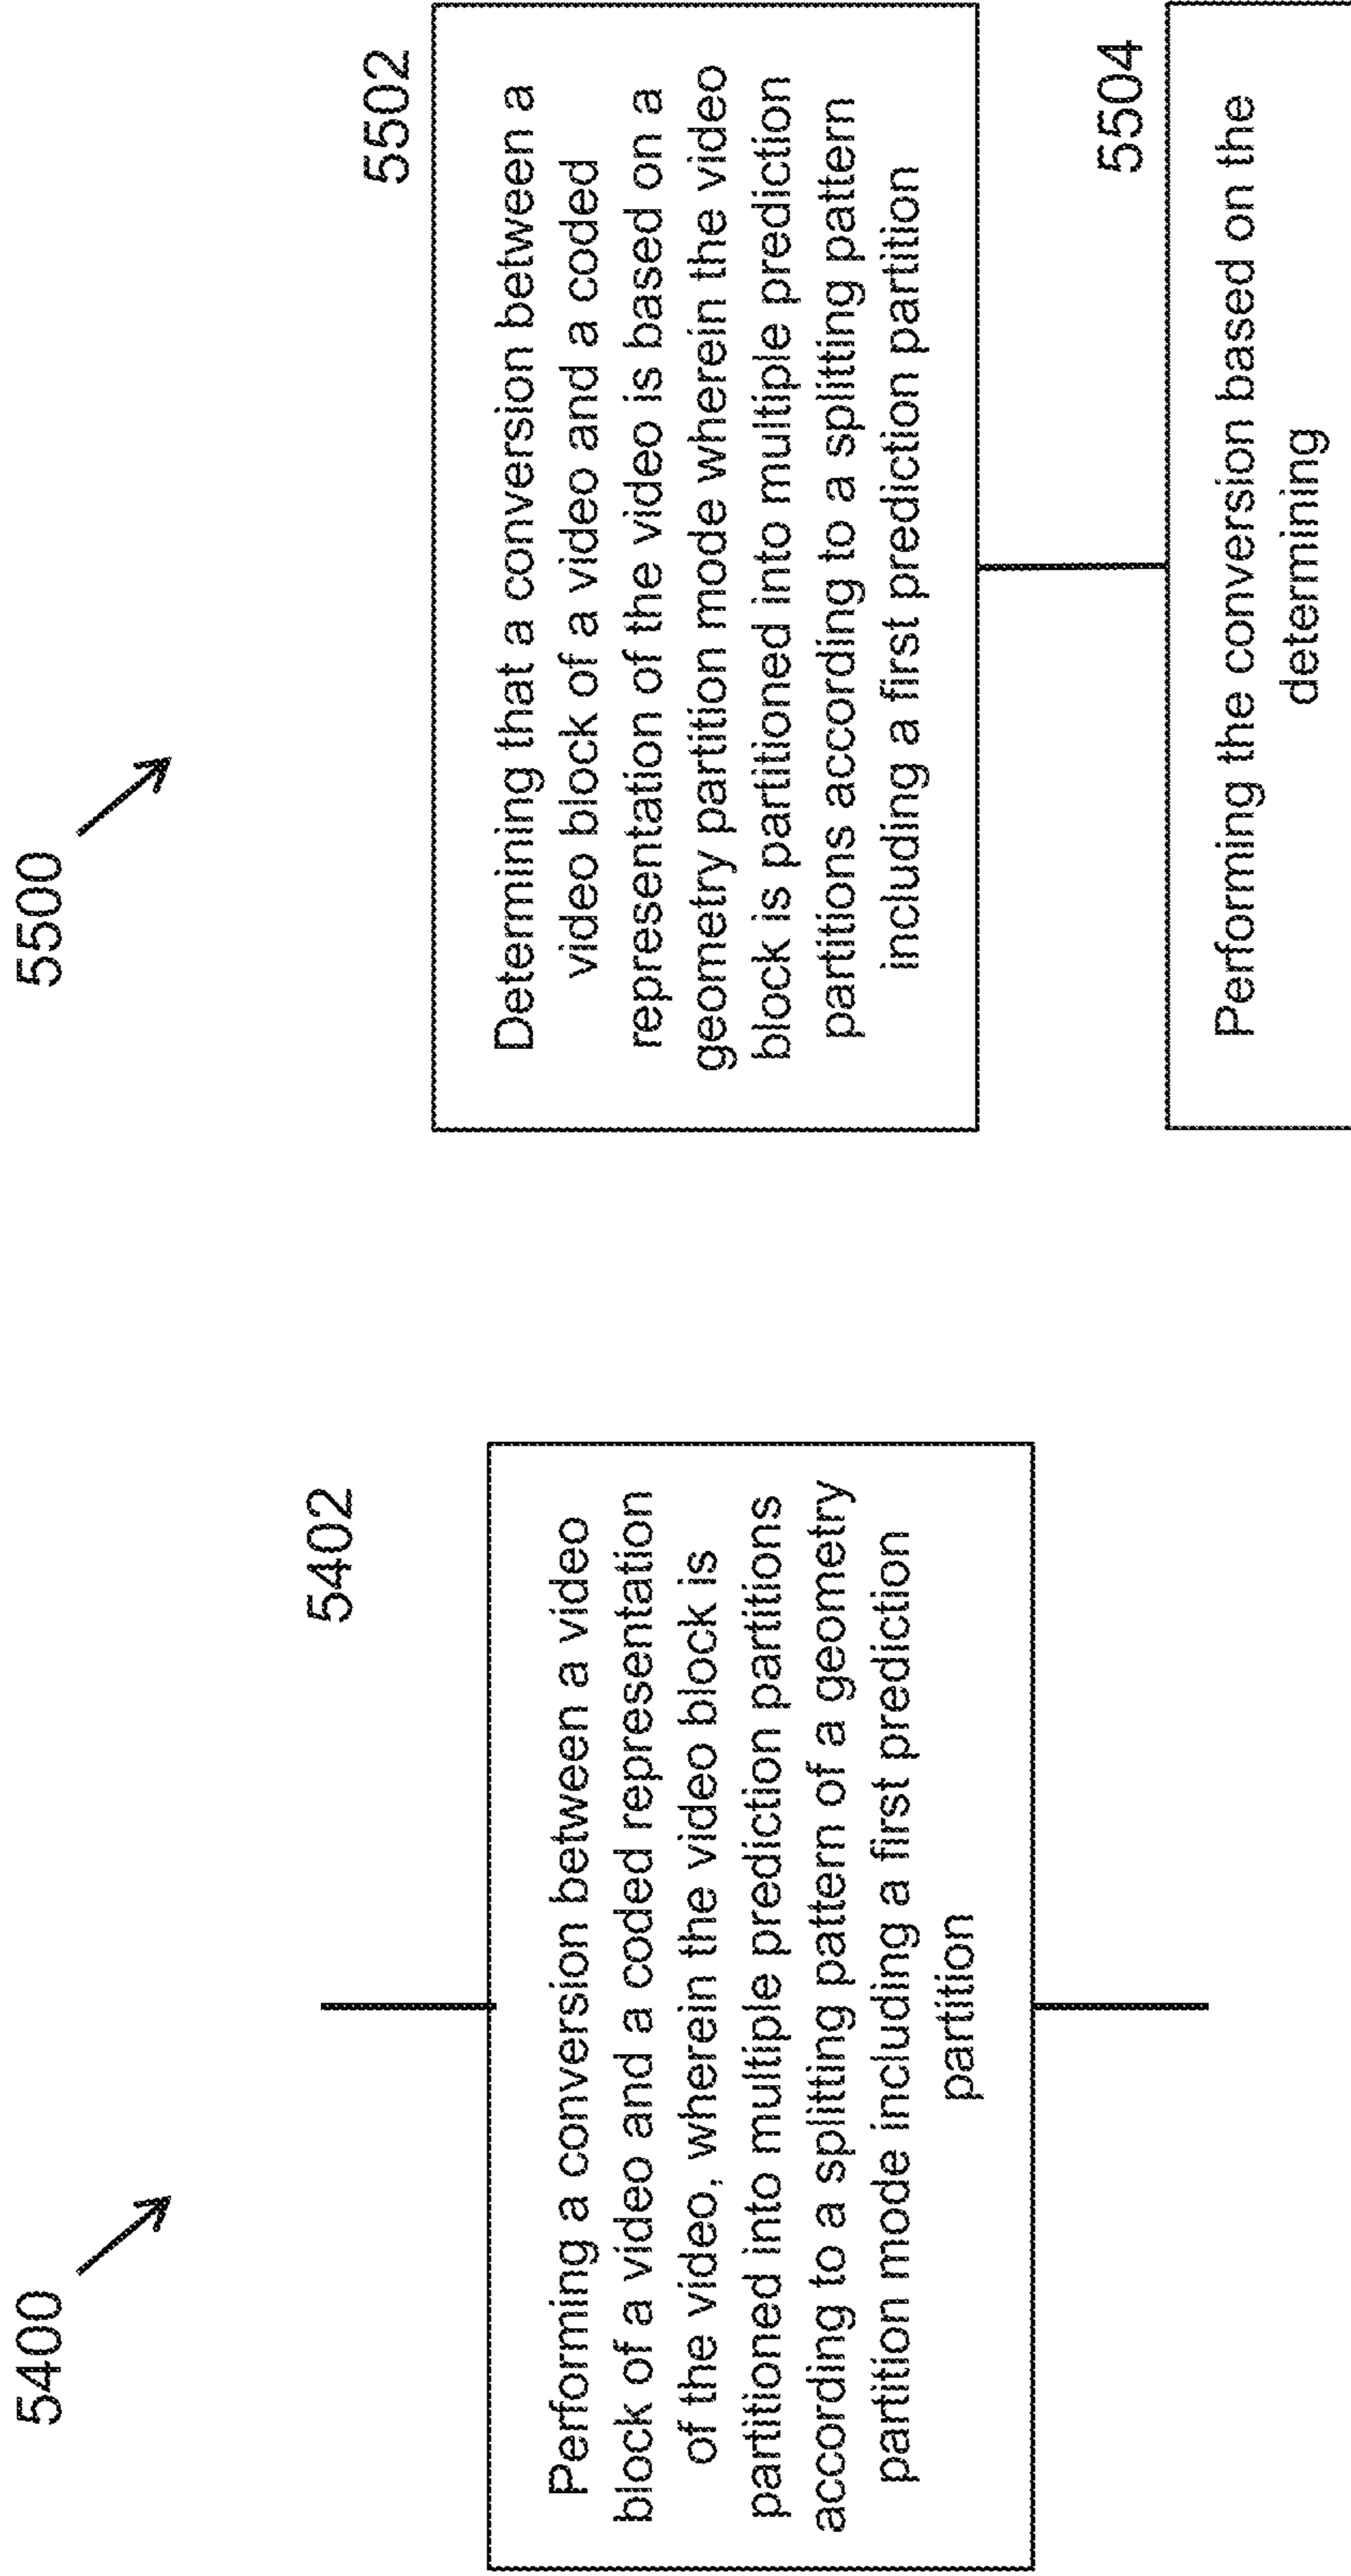 5400
5402
Performing a conversion between a video
block of a video and a coded representation
of the video, wherein the video block is
partitioned into multiple prediction partitions
according to a splitting pattern of a geometry
partition mode including a first prediction
partition
5500
5502
Determining that a conversion between a
video block of a video and a coded
representation of the video is based on a
geometry partition mode wherein the video
block is partitioned into multiple prediction
partitions according to a splitting pattern
including a first prediction partition
5504
Performing the conversion based on the
determining